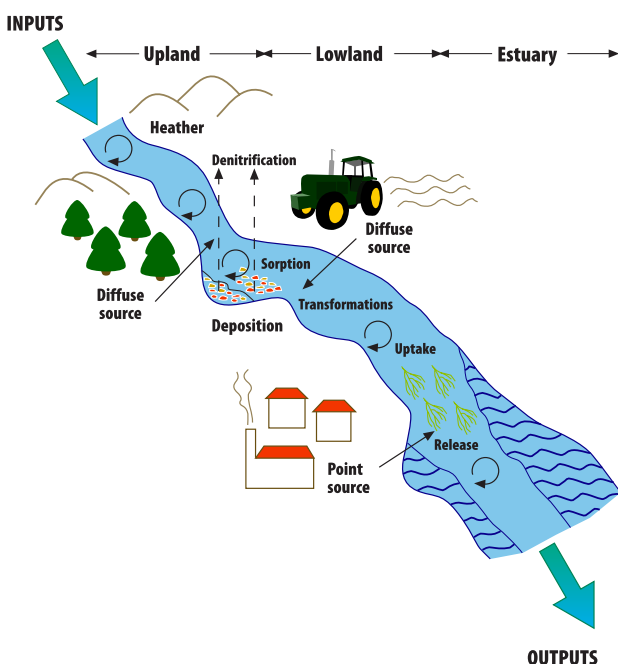 INPUTS
Upland
Lowland
Estuary
Heather
Denitrification
Diffuse
source
Sorption
Diffuse
source
Transformations
Deposition
Uptake
Release
Point
source
OUTPUTS